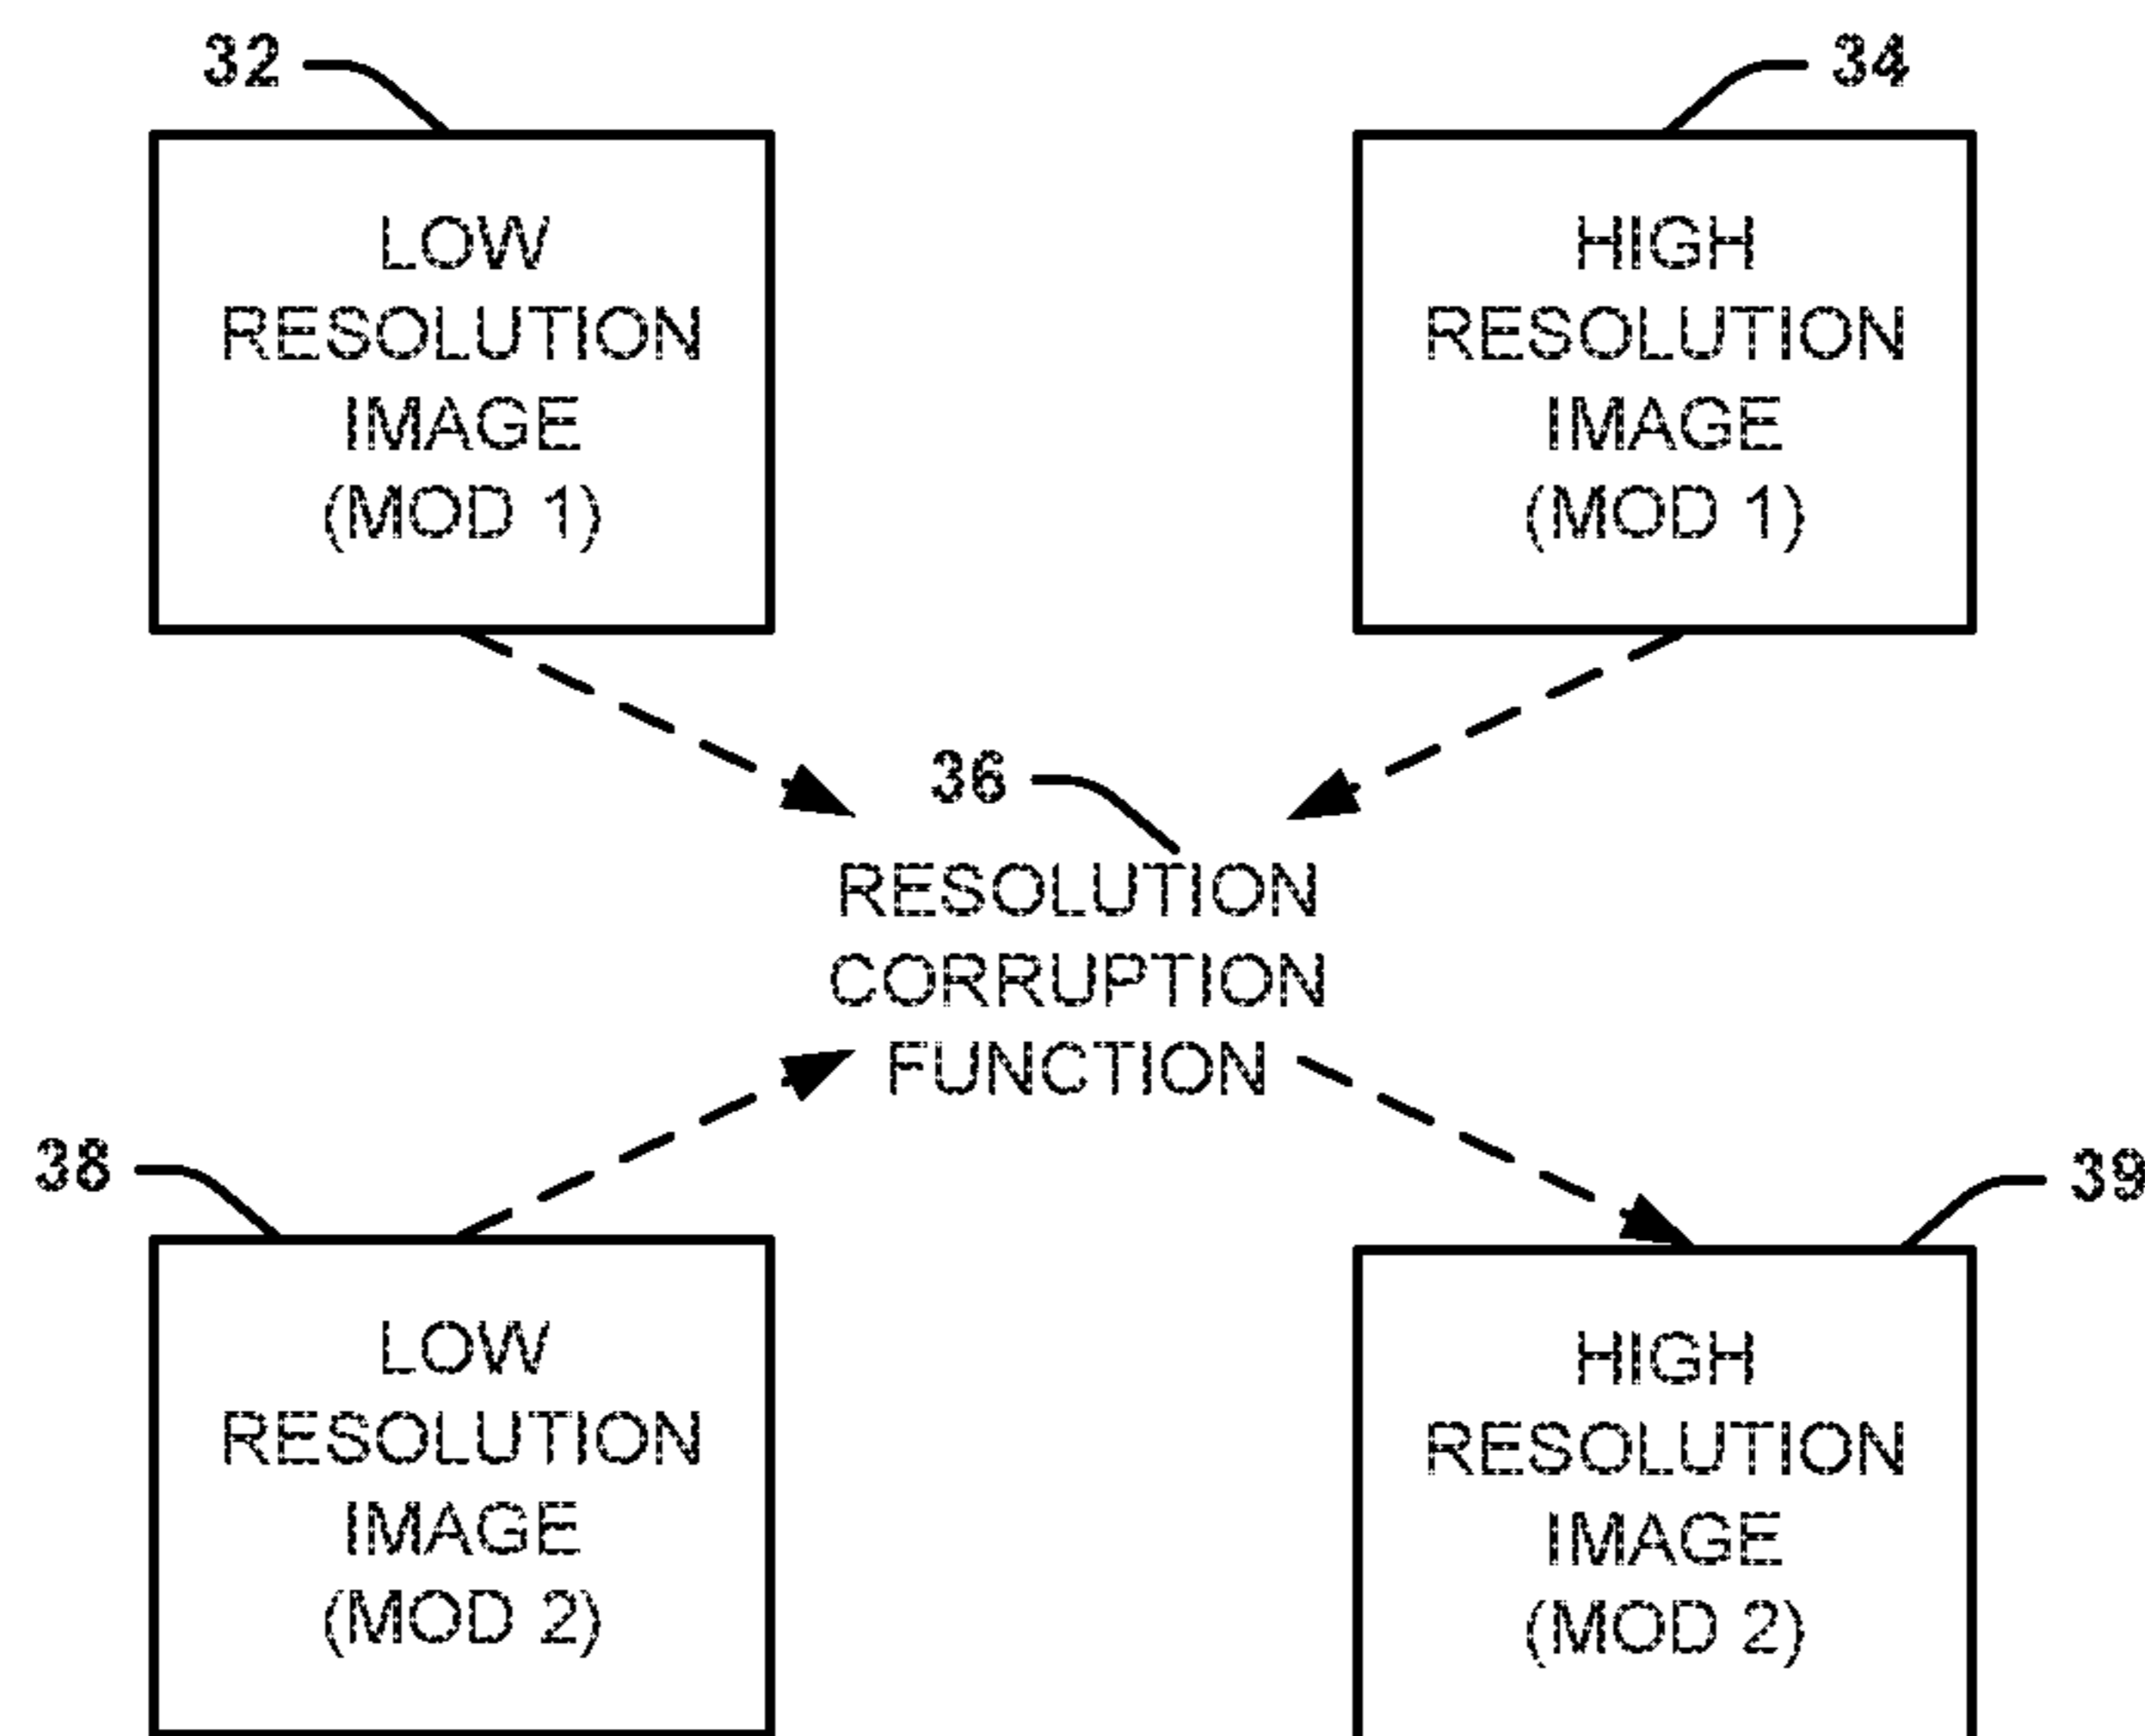 32
34
LOW
RESOLUTION
IMAGE
(MOD 1)
HIGH
RESOLUTION
IMAGE
(MOD 1)
36
RESOLUTION
CORRUPTION
FUNCTION
38
39
LOW
RESOLUTION
IMAGE
(MOD 2)
HIGH
RESOLUTION
IMAGE
(MOD 2)